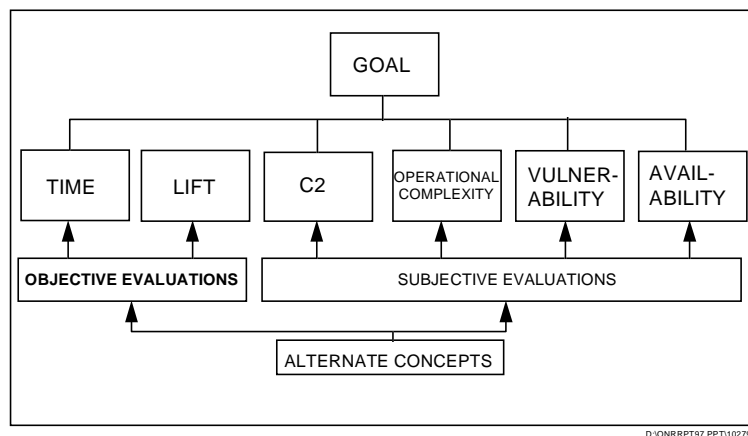 GOAL
TIME
LIFT
C2
OPERATIONAL
COMPLEXITY
VULNER-
ABILITY
AVAIL-
ABILITY
OBJECTIVE EVALUATIONS
SUBJECTIVE EVALUATIONS
ALTERNATE CONCEPTS